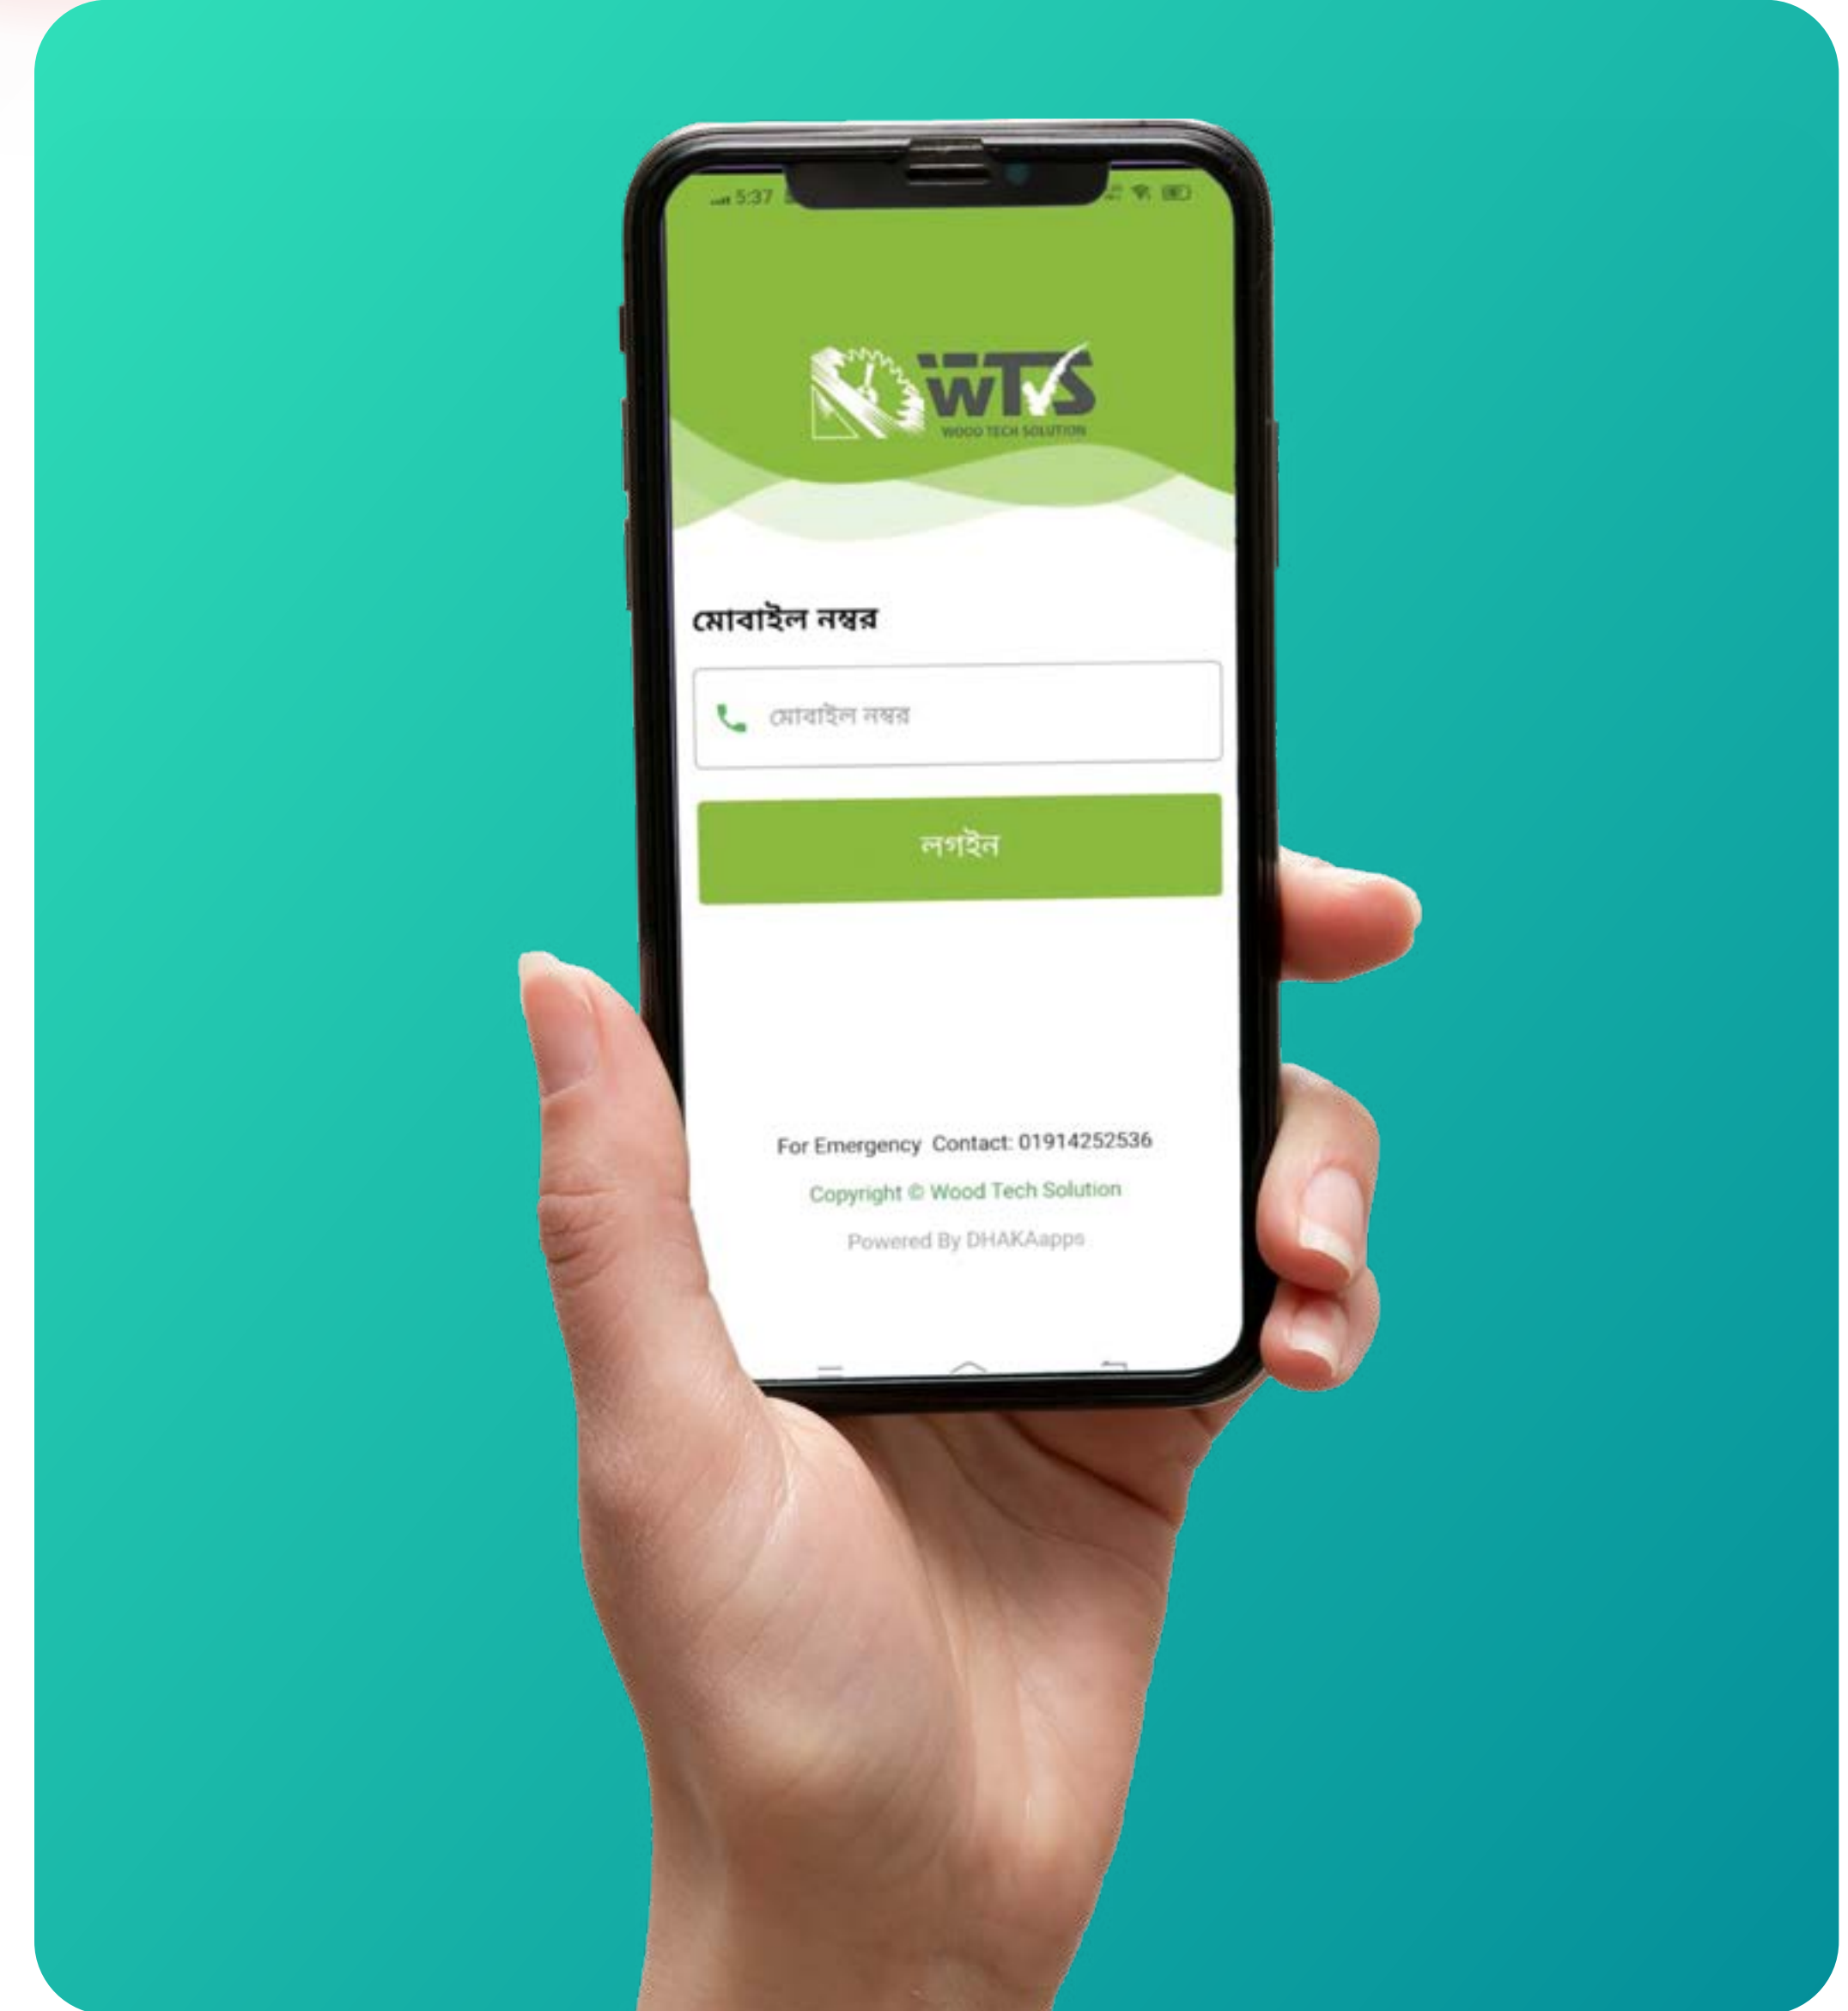 5:37
WTS
WOOD TECH SOLUTION
মোবাইল নম্বর
মোবাইল নম্বর
লগইন
For Emergency Contact: 01914252536
Copyright © Wood Tech Solution
Powered By DHAKAapps